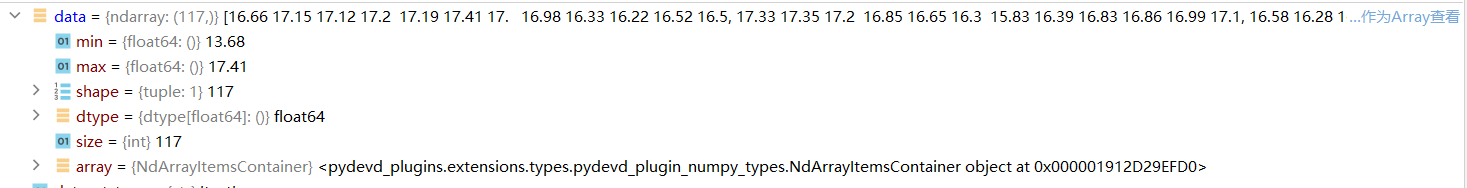 data = {ndarray: (117,)} [16.66 17.15 17.12 17.2 17.19 17.41 17. 16.98 16.33 16.22 16.52 16.5, 17.33 17.35 17.2 16.85 16.65 16.3 15.83 16.39 16.83 16.86 16.99 17.1, 16.58 16.28 1 ...作为Array查看
01 min = {float64: ()} 13.68
01 max = {float64: ()} 17.41
shape = {tuple: 1} 117
dtype = {dtype[float64]: ()} float64
01 size = {int} 117
array = {NdArrayItemsContainer} <pydevd_plugins.extensions.types.pydevd_plugin_numpy_types.NdArrayItemsContainer object at 0x000001912D29EFD0>